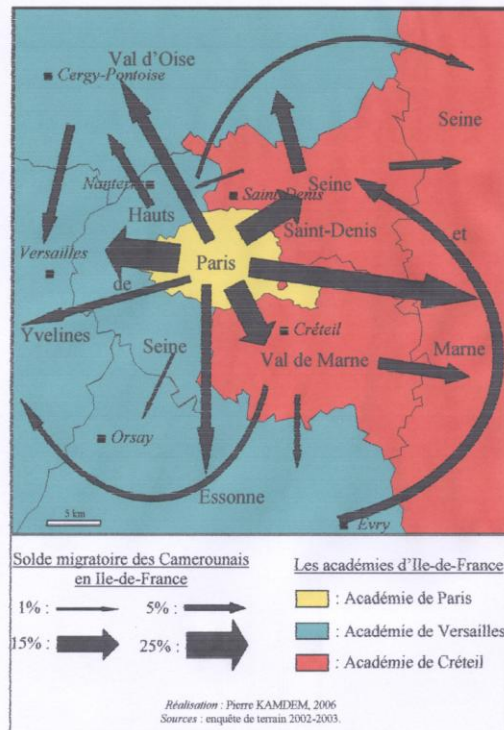 Val d'Oise
Cergy-Pontoise
Seine
Nanterre
Saint-Denis
Seine
Hauts
Saint-Denis
et
Versailles
Paris
de
Yvelines
Créteil
Seine
Val de Marne
Marne
Orsay
Essonne
5 km
Evry
Solde migratoire des Camerounais
en Ile-de-France
1% :
5% :
15% :
25% :
Les académies d'Ile-de-France
: Académie de Paris
: Académie de Versailles
: Académie de Créteil
Réalisation : Pierre KAMDEM, 2006
Sources : enquête de terrain 2002-2003.